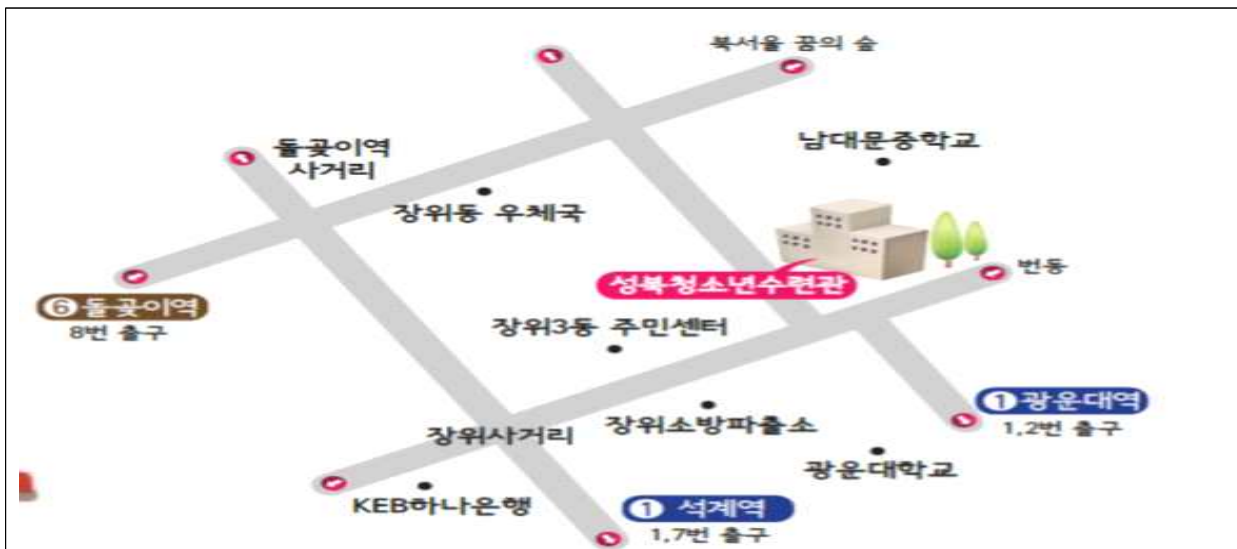 북서울 꿈의 숲
돌곶이역
사거리
남대문중학교
장위동 우체국
성북청소년수련관
번동
6 돌곶이역
8번 출구
장위3동 주민센터
1 광운대역
1,2번 출구
장위사거리
장위소방파출소
광운대학교
KEB하나은행
1 석계역
1,7번 출구